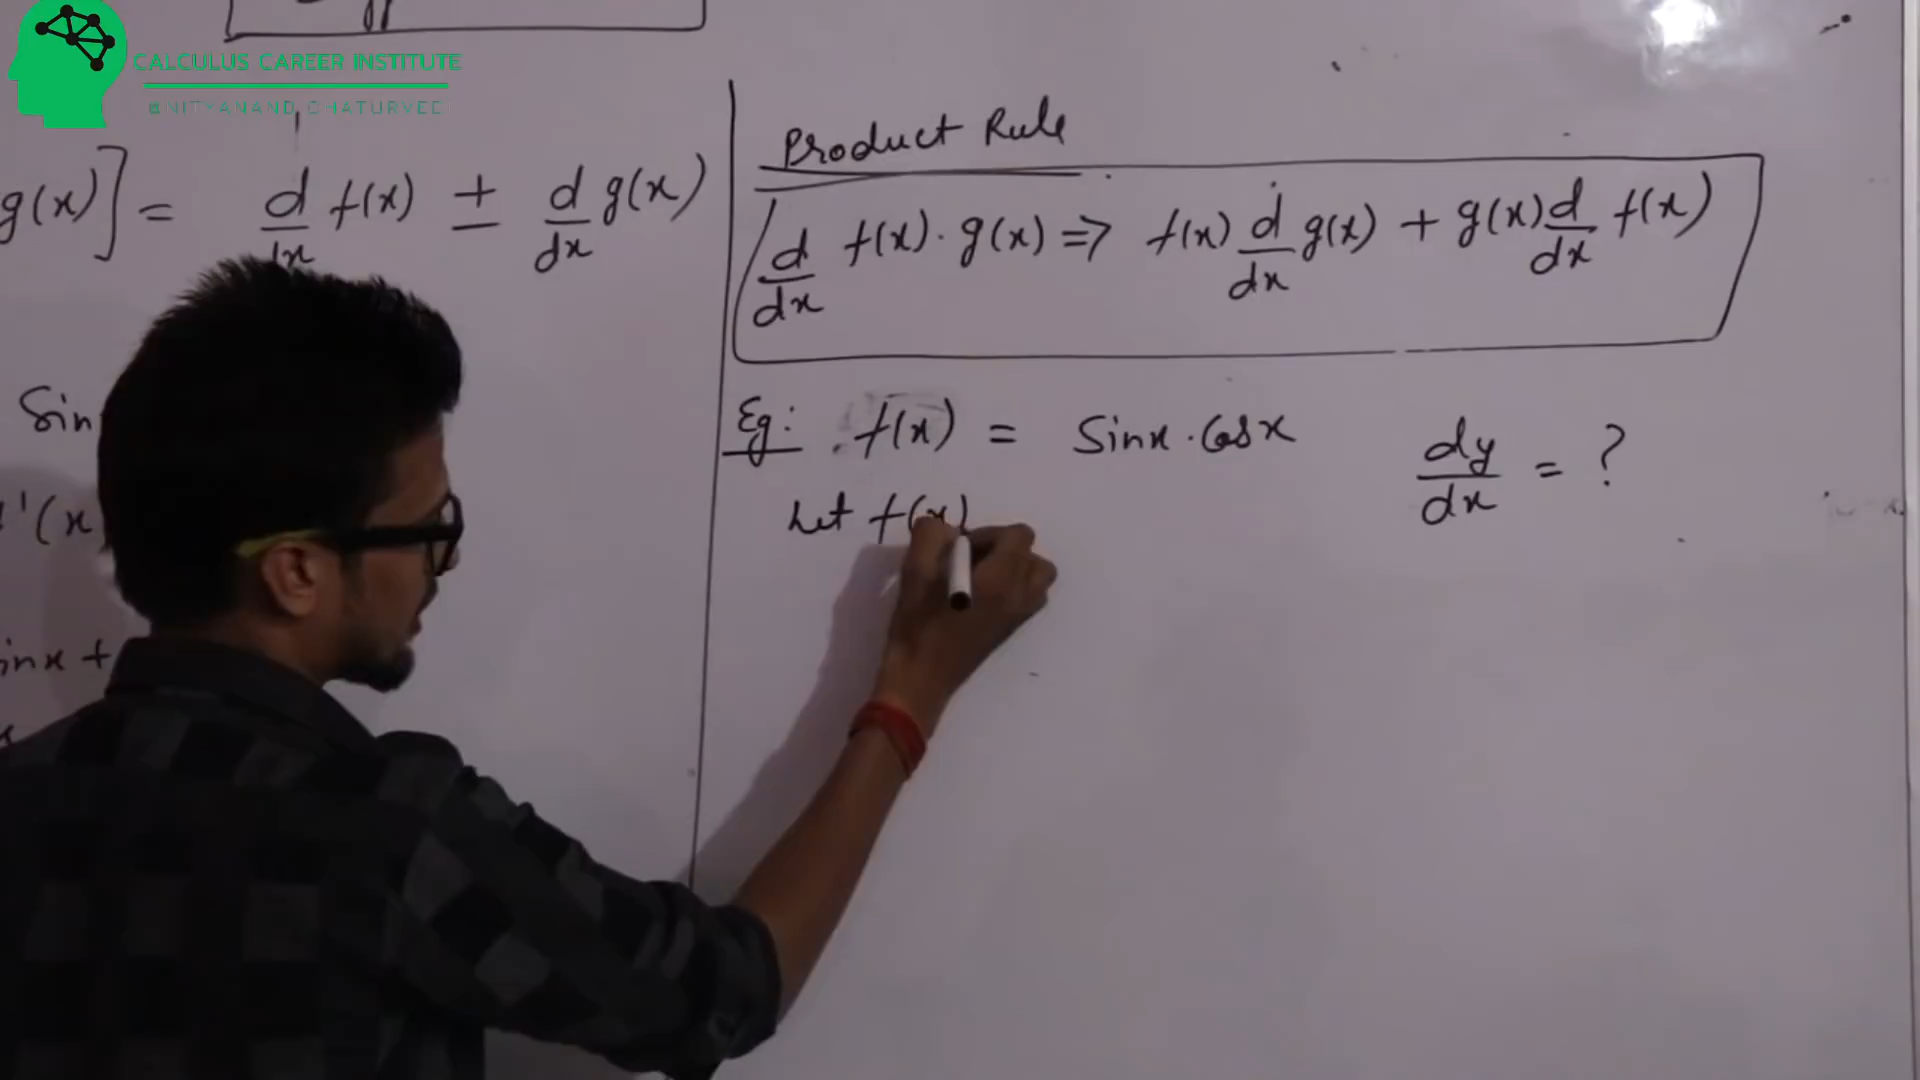 CALCULUS CAREER INSTITUTE
@NITYANAND CHATURVEDI
g(x)] = d/dx f(x) ± d/dx g(x)
Sin
'(x)
inx +
Product Rule
d/dx f(x) · g(x) => f(x) d/dx g(x) + g(x) d/dx f(x)
Eg: f(x) = Sinx · Cosx dy/dx = ?
Let f(x)